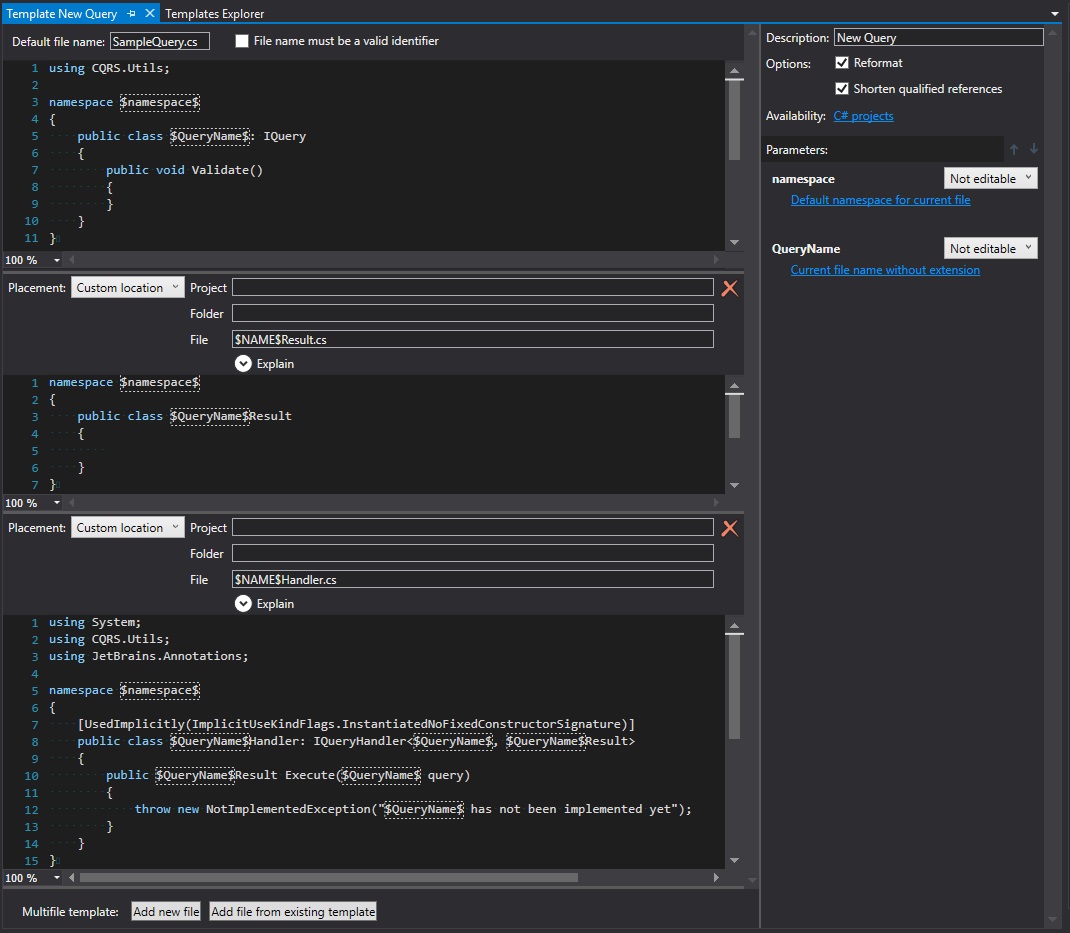 Template New Query Templates Explorer
Default file name: SampleQuery.cs File name must be a valid identifier
1 using CQRS.Utils;
2
3 namespace $namespace$
4 {
5 public class $QueryName$: IQuery
6 {
7 public void Validate()
8 {
9 }
10 }
11 }
100 %
Placement: Custom location Project
Folder
File $NAME$Result.cs
Explain
1 namespace $namespace$
2 {
3 public class $QueryName$Result
4 {
5
6 }
7 }
100 %
Placement: Custom location Project
Folder
File $NAME$Handler.cs
Explain
1 using System;
2 using CQRS.Utils;
3 using JetBrains.Annotations;
4
5 namespace $namespace$
6 {
7 [UsedImplicitly(ImplicitUseKindFlags.InstantiatedNoFixedConstructorSignature)]
8 public class $QueryName$Handler: IQueryHandler<$QueryName$, $QueryName$Result>
9 {
10 public $QueryName$Result Execute($QueryName$ query)
11 {
12 throw new NotImplementedException("$QueryName$ has not been implemented yet");
13 }
14 }
15 }
100 %
Multifile template: Add new file Add file from existing template
Description: New Query
Options: Reformat
Shorten qualified references
Availability: C# projects
Parameters:
namespace Not editable
Default namespace for current file
QueryName Not editable
Current file name without extension